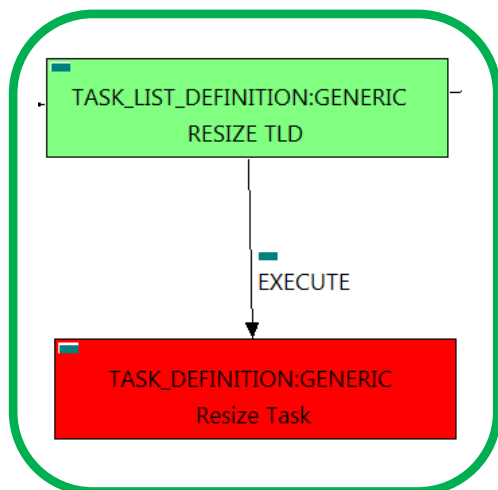 TASK_LIST_DEFINITION:GENERIC
RESIZE TLD
EXECUTE
TASK_DEFINITION:GENERIC
Resize Task